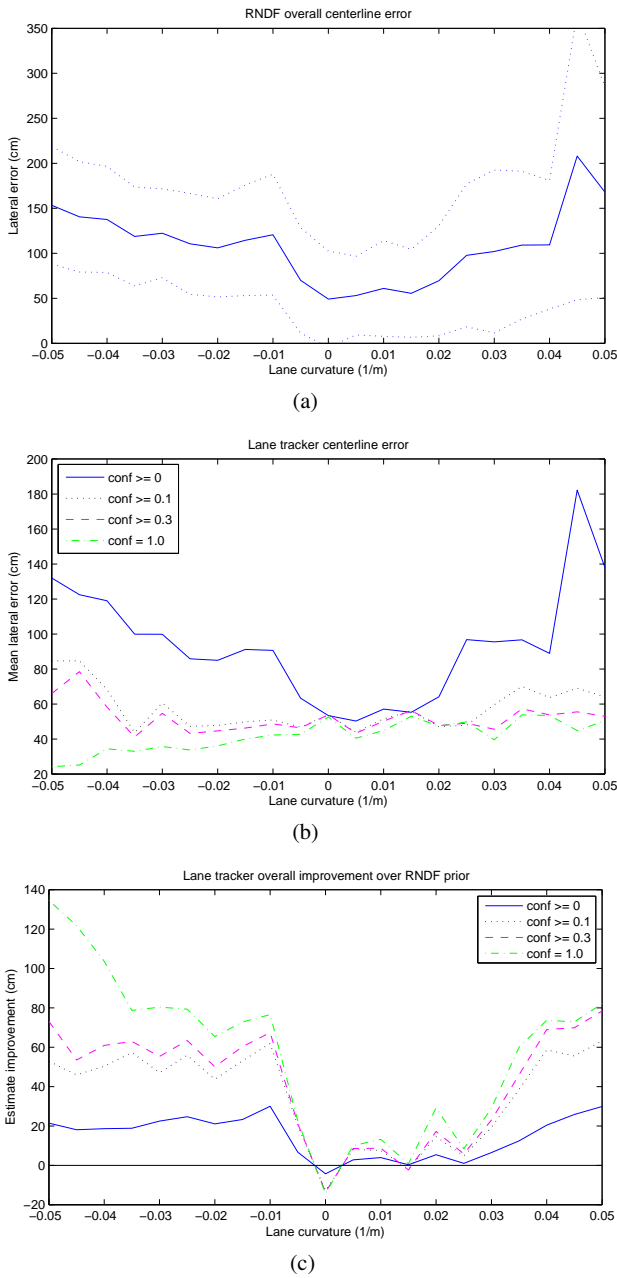 RNDF overall centerline error
350
300
250
200
150
100
50
0
Lateral error (cm)
−0.05 −0.04 −0.03 −0.02 −0.01 0 0.01 0.02 0.03 0.04 0.05
Lane curvature (1/m)
(a)
Lane tracker centerline error
200
180
160
140
120
100
80
60
40
20
Mean lateral error (cm)
conf >= 0
conf >= 0.1
conf >= 0.3
conf = 1.0
−0.05 −0.04 −0.03 −0.02 −0.01 0 0.01 0.02 0.03 0.04 0.05
Lane curvature (1/m)
(b)
Lane tracker overall improvement over RNDF prior
140
120
100
80
60
40
20
0
−20
Estimate improvement (cm)
conf >= 0
conf >= 0.1
conf >= 0.3
conf = 1.0
−0.05 −0.04 −0.03 −0.02 −0.01 0 0.01 0.02 0.03 0.04 0.05
Lane curvature (1/m)
(c)